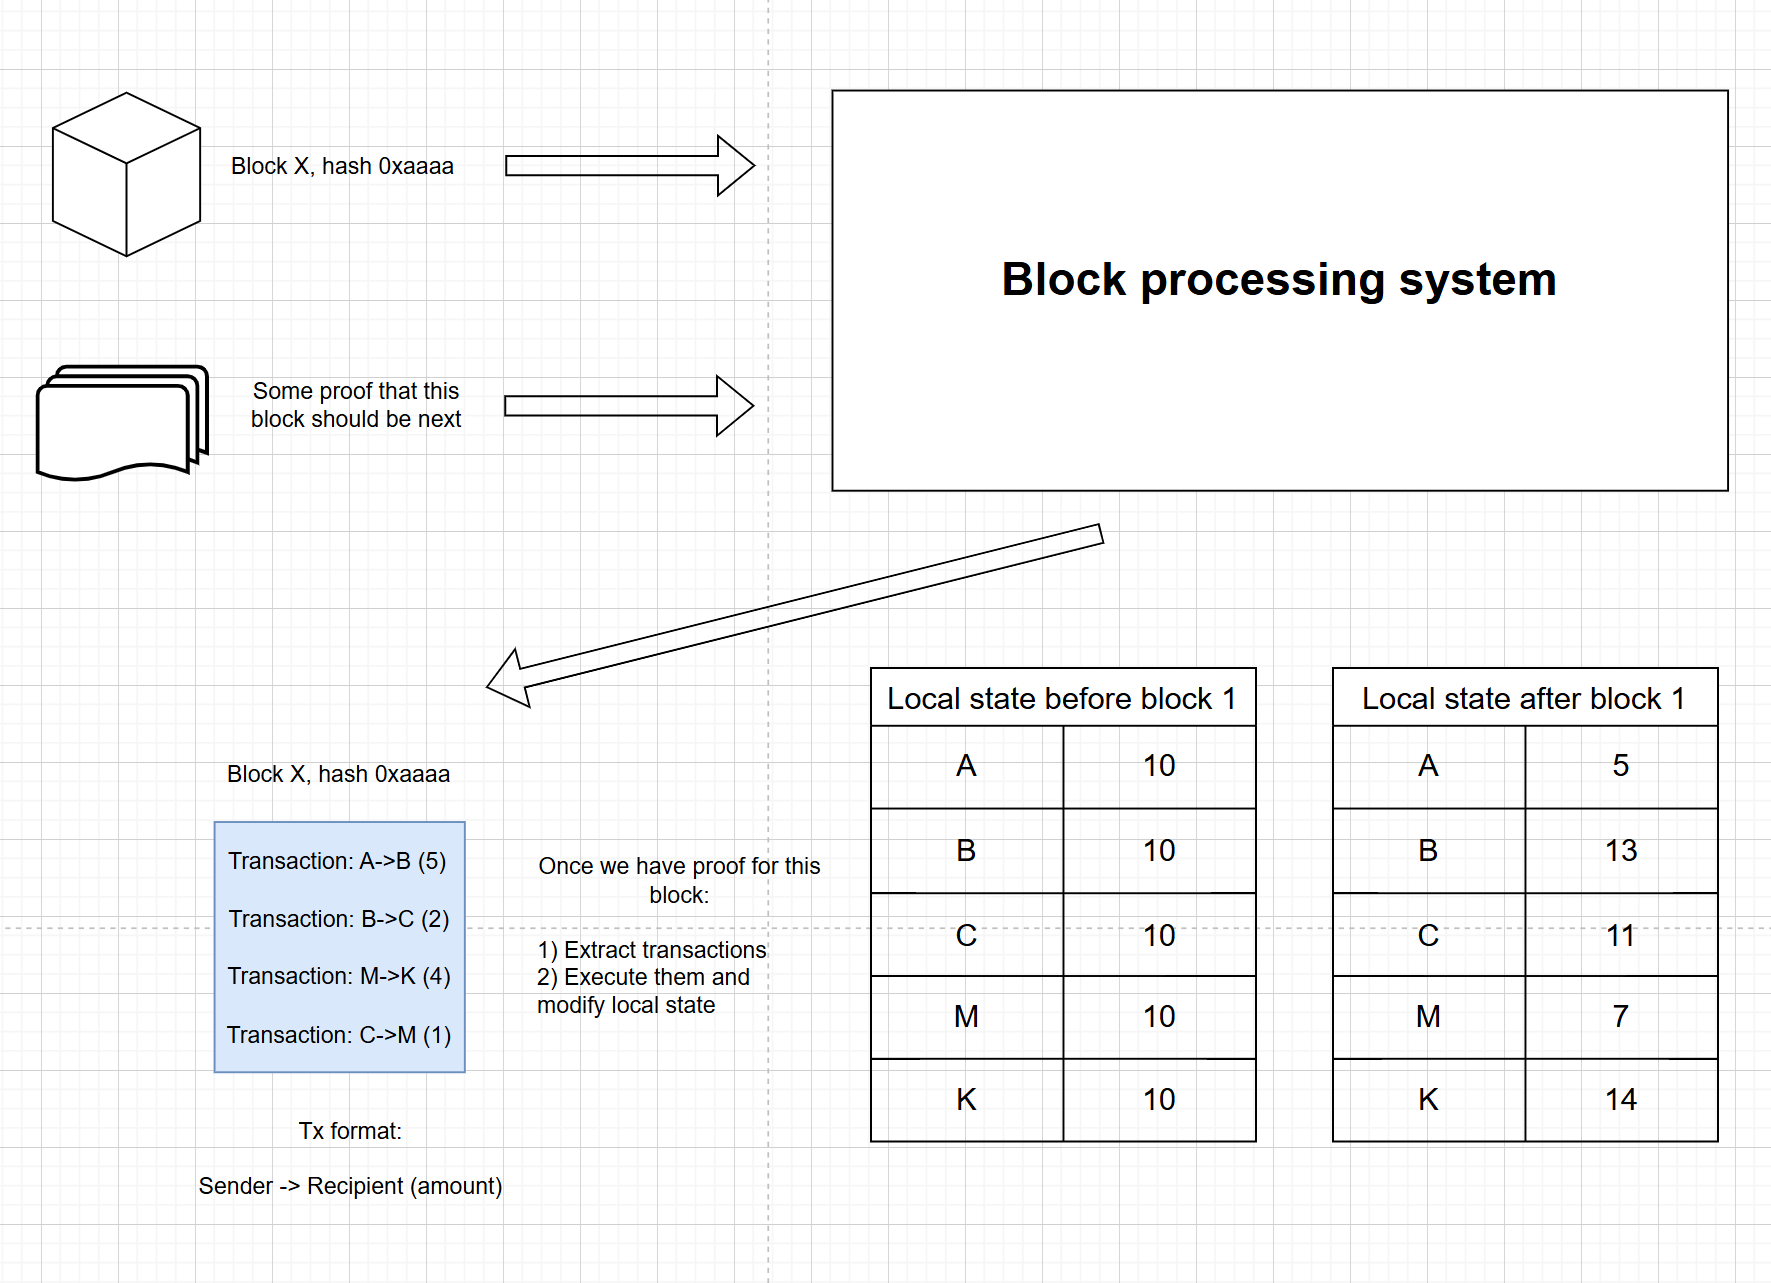 Block X, hash 0xaaaa
Block processing system
Some proof that this
block should be next
Block X, hash 0xaaaa
Transaction: A->B (5)
Transaction: B->C (2)
Transaction: M->K (4)
Transaction: C->M (1)
Tx format:
Sender -> Recipient (amount)
Once we have proof for this
block:
1) Extract transactions
2) Execute them and
modify local state
Local state before block 1
A 10
B 10
C 10
M 10
K 10
Local state after block 1
A 5
B 13
C 11
M 7
K 14